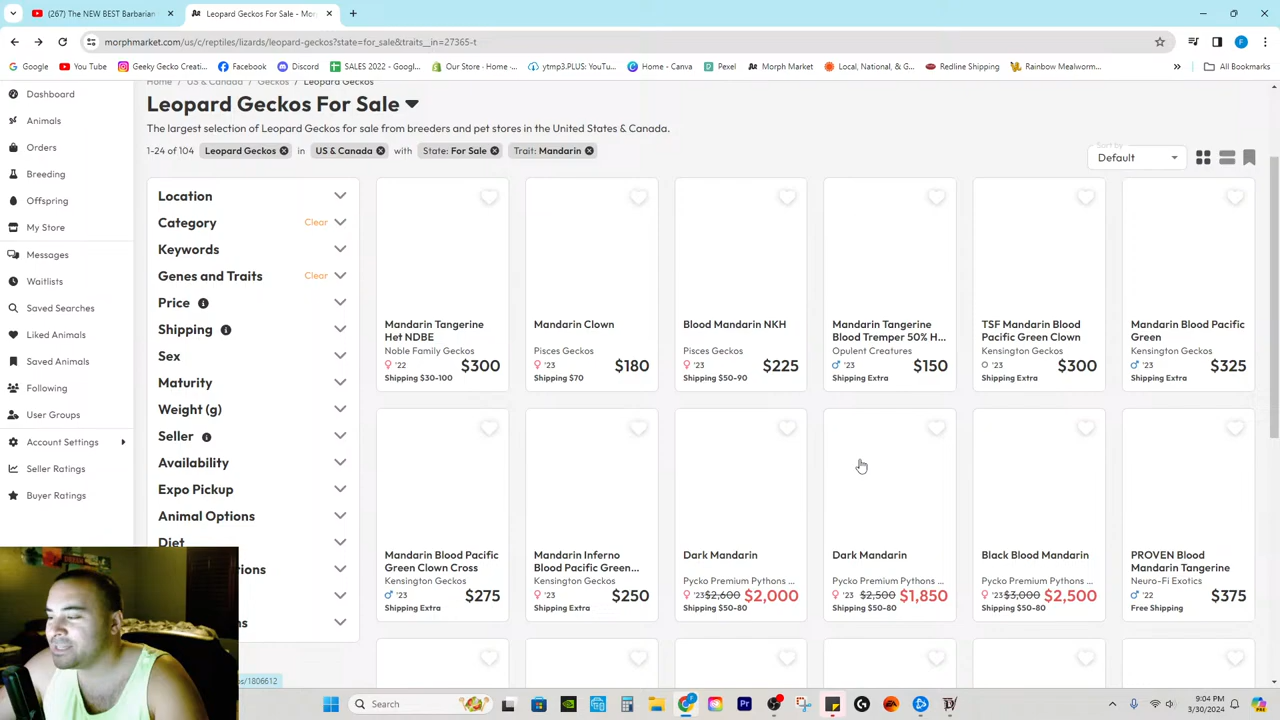 (267) The NEW BEST Barbarian
Leopard Geckos For Sale -
morphmarket.com/us/c/reptiles/lizards/leopard-geckos?state=for_sale&traits__in=27365-t
Google
You Tube
Geeky Gecko Creati...
Facebook
Discord
SALES 2022 - Googl...
Our Store - Home -...
ytmp3.PLUS: YouTu...
Home - Canva
Pexel
Morph Market
Local, National, & G...
Redline Shipping
Rainbow Mealworm...
All Bookmarks
Home / US & Canada / Geckos / Leopard Geckos
Dashboard
Animals
Orders
Breeding
Offspring
My Store
Messages
Waitlists
Saved Searches
Liked Animals
Saved Animals
Following
User Groups
Account Settings
Seller Ratings
Buyer Ratings
Leopard Geckos For Sale
The largest selection of Leopard Geckos for sale from breeders and pet stores in the United States & Canada.
1-24 of 104 Leopard Geckos in US & Canada with State: For Sale Trait: Mandarin
Sort by
Default
Location
Category Clear
Keywords
Genes and Traits Clear
Price
Shipping
Sex
Maturity
Weight (g)
Seller
Availability
Expo Pickup
Animal Options
Diet
Mandarin Tangerine
Het NDBE
Noble Family Geckos
'22 $300
Shipping $30-100
Mandarin Clown
Pisces Geckos
'23 $180
Shipping $70
Blood Mandarin NKH
Pisces Geckos
'23 $225
Shipping $50-90
Mandarin Tangerine
Blood Tremper 50% H...
Opulent Creatures
'23 $150
Shipping Extra
TSF Mandarin Blood
Pacific Green Clown
Kensington Geckos
'23 $300
Shipping Extra
Mandarin Blood Pacific
Green
Kensington Geckos
'23 $325
Shipping Extra
Mandarin Blood Pacific
Green Clown Cross
Kensington Geckos
'23 $275
Shipping Extra
Mandarin Inferno
Blood Pacific Green...
Kensington Geckos
'23 $250
Shipping Extra
Dark Mandarin
Pycko Premium Pythons ...
'23 $2,600 $2,000
Shipping $50-80
Dark Mandarin
Pycko Premium Pythons ...
'23 $2,500 $1,850
Shipping $50-80
Black Blood Mandarin
Pycko Premium Pythons ...
'23 $3,000 $2,500
Shipping $50-80
PROVEN Blood
Mandarin Tangerine
Neuro-Fi Exotics
'22 $375
Free Shipping
Search
9:04 PM
3/30/2024